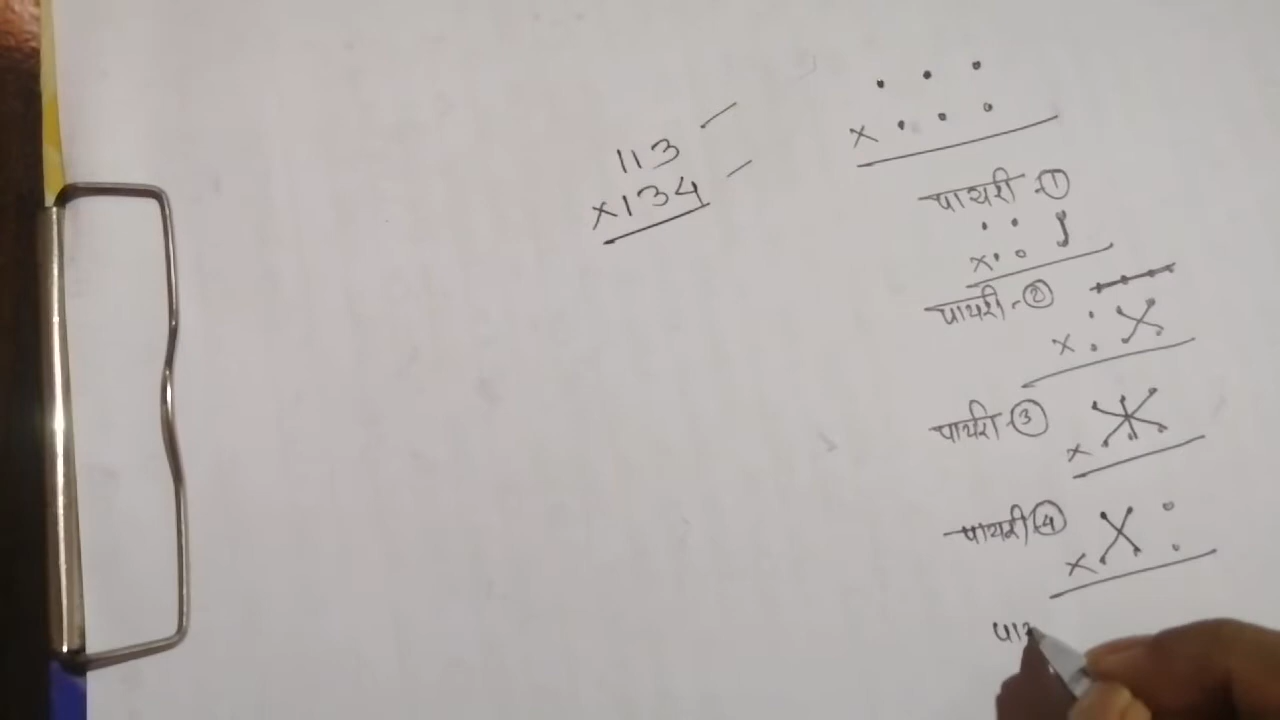 113
×134
×
पायरी -①
×
पायरी -②
×
पायरी -③
×
पायरी -④
×
पा